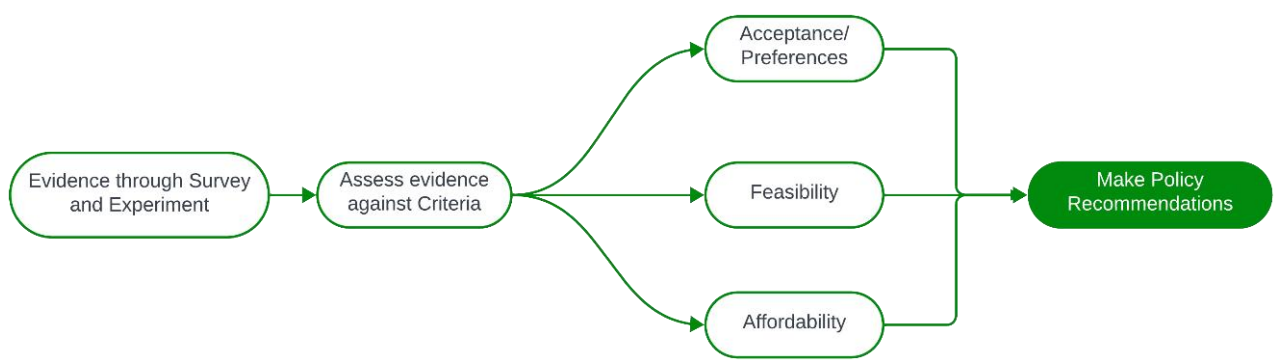 Evidence through Survey
and Experiment
Assess evidence
against Criteria
Acceptance/
Preferences
Feasibility
Affordability
Make Policy
Recommendations